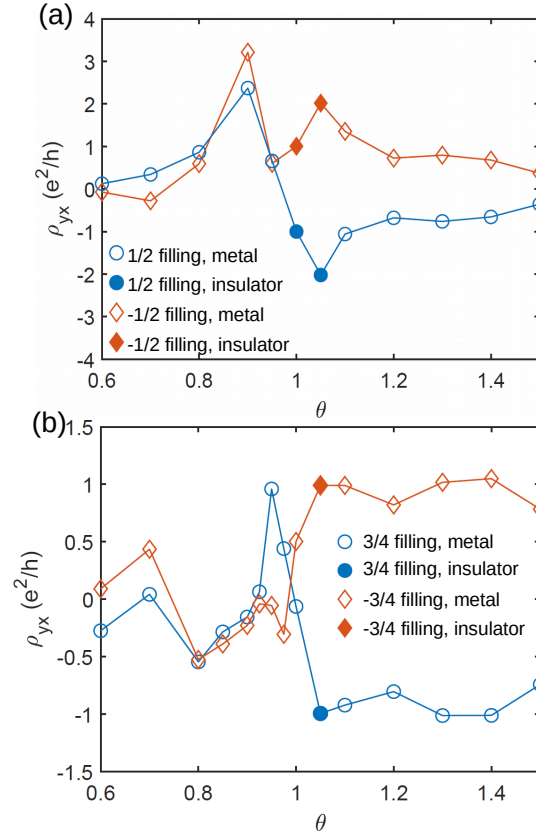 (a)
4
3
2
1
0
-1
-2
-3
-4
ρyx (e²/h)
1/2 filling, metal
1/2 filling, insulator
-1/2 filling, metal
-1/2 filling, insulator
0.6 0.8 1 1.2 1.4
θ
(b)
1.5
1
0.5
0
-0.5
-1
-1.5
ρyx (e²/h)
3/4 filling, metal
3/4 filling, insulator
-3/4 filling, metal
-3/4 filling, insulator
0.6 0.8 1 1.2 1.4
θ